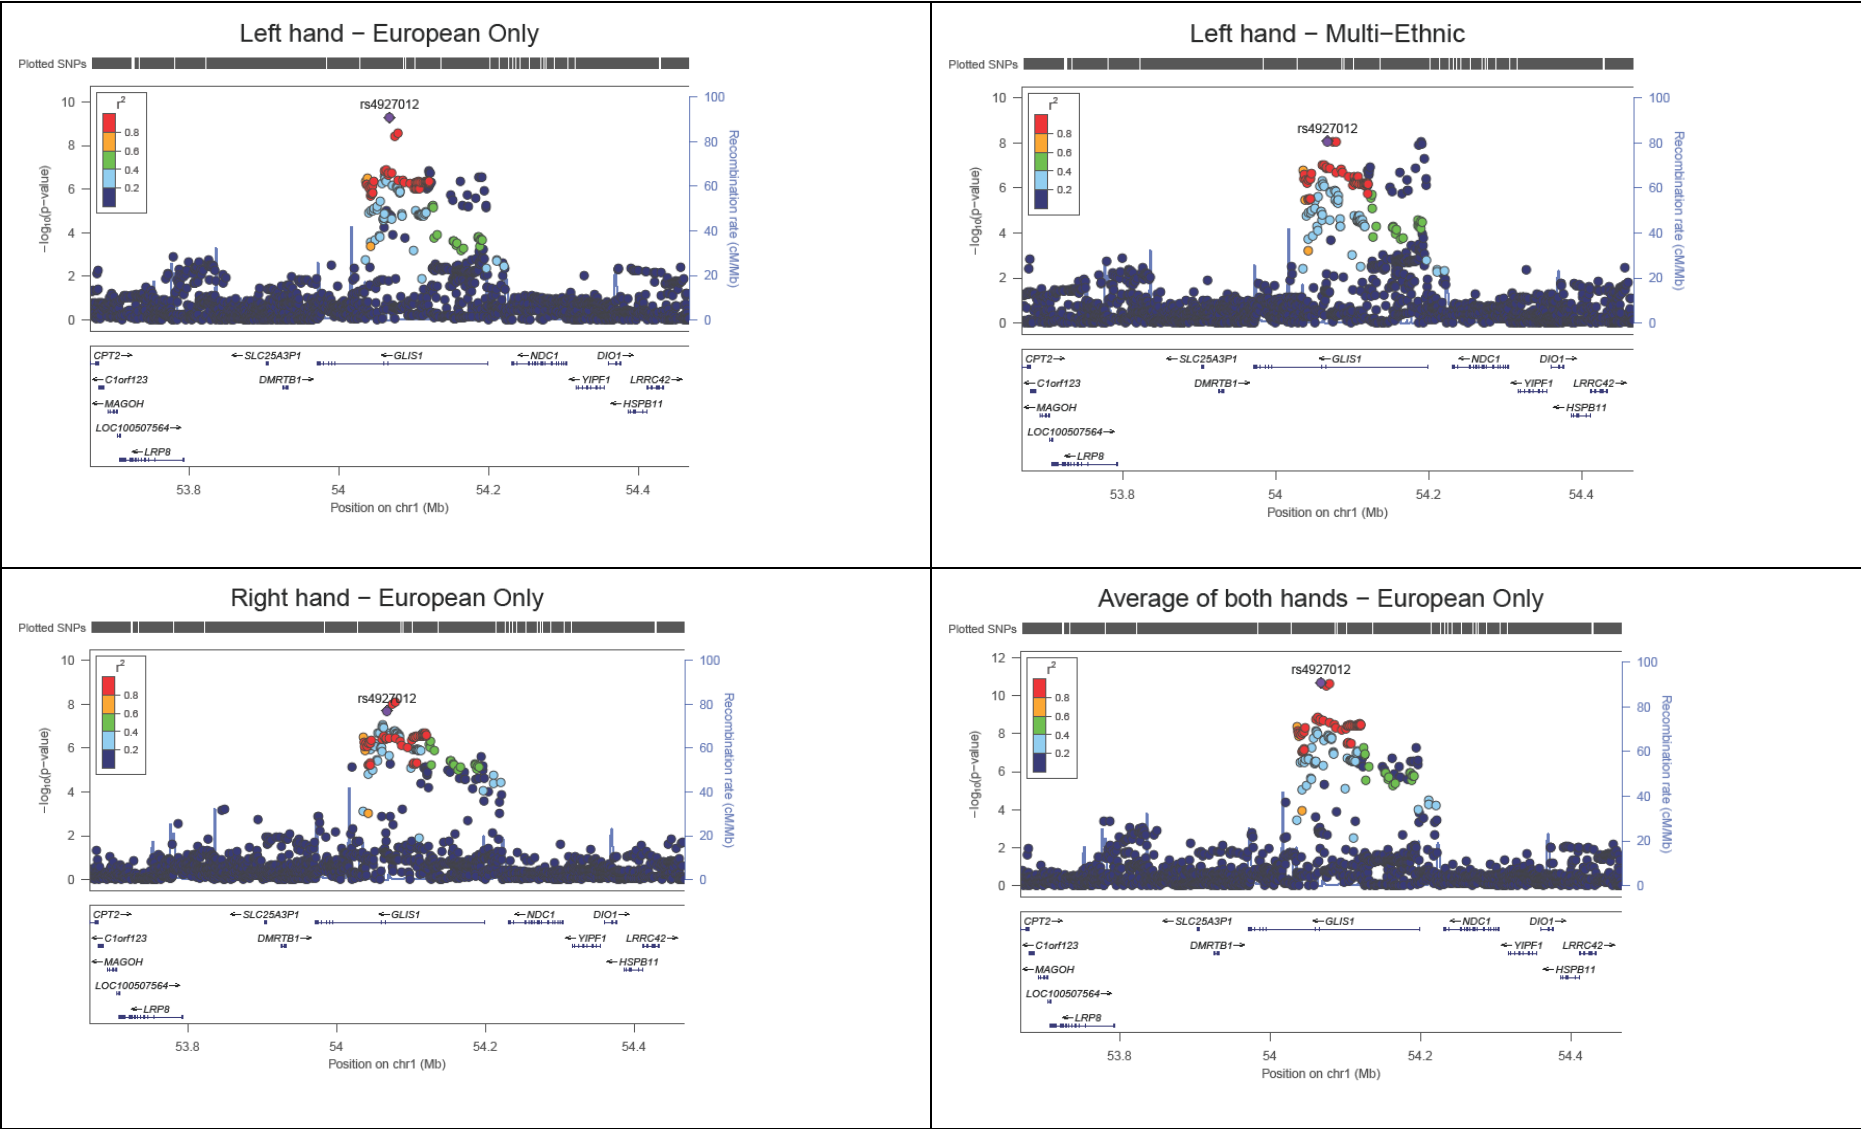 Left hand − European Only
Plotted SNPs
rs4927012
r²
0.8
0.6
0.4
0.2
10
8
6
4
2
0
−log₁₀(p−value)
100
80
60
40
20
0
Recombination rate (cM/Mb)
CPT2→ ←SLC25A3P1 ←GLIS1 ←NDC1 DIO1→
←C1orf123 DMRTB1→ ←YIPF1 LRRC42→
←MAGOH ←HSPB11
LOC100507564→
←LRP8
53.8 54 54.2 54.4
Position on chr1 (Mb)
Left hand − Multi−Ethnic
Plotted SNPs
rs4927012
r²
0.8
0.6
0.4
0.2
10
8
6
4
2
0
−log₁₀(p−value)
100
80
60
40
20
0
Recombination rate (cM/Mb)
CPT2→ ←SLC25A3P1 ←GLIS1 ←NDC1 DIO1→
←C1orf123 DMRTB1→ ←YIPF1 LRRC42→
←MAGOH ←HSPB11
LOC100507564→
←LRP8
53.8 54 54.2 54.4
Position on chr1 (Mb)
Right hand − European Only
Plotted SNPs
rs4927012
r²
0.8
0.6
0.4
0.2
10
8
6
4
2
0
−log₁₀(p−value)
100
80
60
40
20
0
Recombination rate (cM/Mb)
CPT2→ ←SLC25A3P1 ←GLIS1 ←NDC1 DIO1→
←C1orf123 DMRTB1→ ←YIPF1 LRRC42→
←MAGOH ←HSPB11
LOC100507564→
←LRP8
53.8 54 54.2 54.4
Position on chr1 (Mb)
Average of both hands − European Only
Plotted SNPs
rs4927012
r²
0.8
0.6
0.4
0.2
12
10
8
6
4
2
0
−log₁₀(p−value)
100
80
60
40
20
0
Recombination rate (cM/Mb)
CPT2→ ←SLC25A3P1 ←GLIS1 ←NDC1 DIO1→
←C1orf123 DMRTB1→ ←YIPF1 LRRC42→
←MAGOH ←HSPB11
LOC100507564→
←LRP8
53.8 54 54.2 54.4
Position on chr1 (Mb)